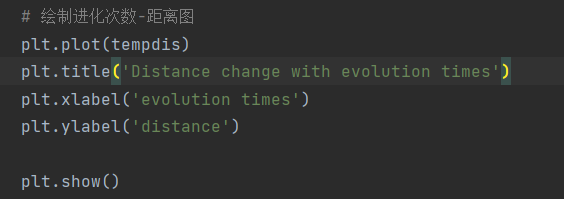 # 绘制进化次数-距离图
plt.plot(tempdis)
plt.title('Distance change with evolution times')
plt.xlabel('evolution times')
plt.ylabel('distance')
plt.show()